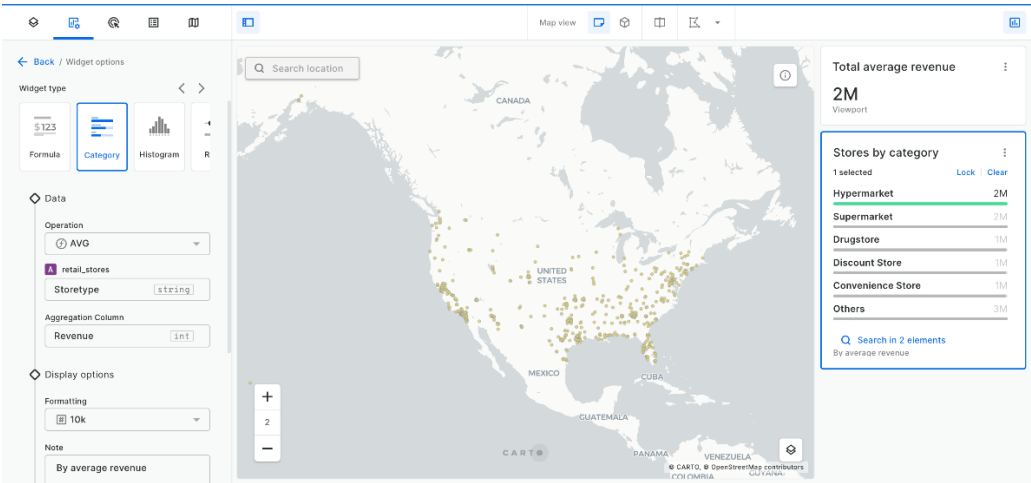 Map view
Back / Widget options
Widget type
$123
Formula
Category
Histogram
R
Data
Operation
AVG
A retail_stores
Storetype string
Aggregation Column
Revenue int
Display options
Formatting
# 10k
Note
By average revenue
Search location
CANADA
UNITED
STATES
MEXICO
CUBA
GUATEMALA
PANAMA
VENEZUELA
COLOMBIA
GUYANA
2
CARTO
© CARTO, © OpenStreetMap contributors
Total average revenue
2M
Viewport
Stores by category
1 selected Lock Clear
Hypermarket 2M
Supermarket 2M
Drugstore 1M
Discount Store 1M
Convenience Store 1M
Others 3M
Search in 2 elements
By average revenue